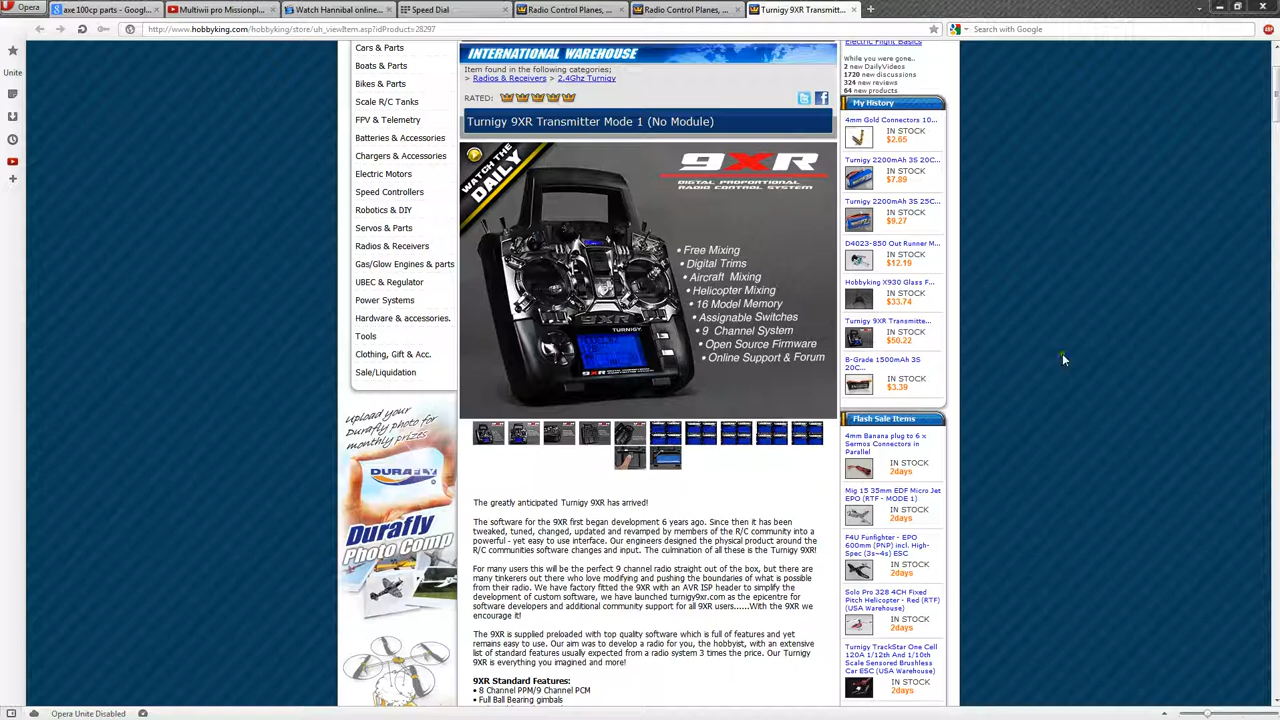 Opera
axe 100cp parts - Googl...
Multiwii pro Missionpl...
Watch Hannibal online...
Speed Dial
Radio Control Planes, ...
Radio Control Planes, ...
Turnigy 9XR Transmitt...
http://www.hobbyking.com/hobbyking/store/uh_viewItem.asp?idProduct=28297
Search with Google
Unite
Cars & Parts
Boats & Parts
Bikes & Parts
Scale R/C Tanks
FPV & Telemetry
Batteries & Accessories
Chargers & Accessories
Electric Motors
Speed Controllers
Robotics & DIY
Servos & Parts
Radios & Receivers
Gas/Glow Engines & parts
UBEC & Regulator
Power Systems
Hardware & accessories.
Tools
Clothing, Gift & Acc.
Sale/Liquidation
upload your
Durafly photo for
monthly prizes
DURAFLY
Durafly
Photo Comp
INTERNATIONAL WAREHOUSE
Item found in the following categories:
> Radios & Receivers > 2.4Ghz Turnigy
RATED:
Turnigy 9XR Transmitter Mode 1 (No Module)
WATCH THE
DAILY
9XR
DIGITAL PROPORTIONAL
RADIO CONTROL SYSTEM
• Free Mixing
• Digital Trims
• Aircraft Mixing
• Helicopter Mixing
• 16 Model Memory
• Assignable Switches
• 9 Channel System
• Open Source Firmware
• Online Support & Forum
9XR
TURNIGY
9XR
The greatly anticipated Turnigy 9XR has arrived!
The software for the 9XR first began development 6 years ago. Since then it has been
tweaked, tuned, changed, updated and revamped by members of the R/C community into a
powerful - yet easy to use interface. Our engineers designed the physical product around the
R/C communities software changes and input. The culmination of all these is the Turnigy 9XR!
For many users this will be the perfect 9 channel radio straight out of the box, but there are
many tinkerers out there who love modifying and pushing the boundaries of what is possible
from their radio. We have factory fitted the 9XR with an AVR ISP header to simplify the
development of custom software, we have launched turnigy9xr.com as the epicentre for
software developers and additional community support for all 9XR users......With the 9XR we
encourage it!
The 9XR is supplied preloaded with top quality software which is full of features and yet
remains easy to use. Our aim was to develop a radio for you, the hobbyist, with an extensive
list of standard features usually expected from a radio system 3 times the price. Our Turnigy
9XR is everything you imagined and more!
9XR Standard Features:
• 8 Channel PPM/9 Channel PCM
• Full Ball Bearing gimbals
Electric Flight Basics
While you were gone..
2 new DailyVideos
1720 new discussions
324 new reviews
64 new products
My History
4mm Gold Connectors 10...
IN STOCK
$2.65
Turnigy 2200mAh 3S 20C...
IN STOCK
$7.89
Turnigy 2200mAh 3S 25C...
IN STOCK
$9.27
D4023-850 Out Runner M...
IN STOCK
$12.19
Hobbyking X930 Glass F...
IN STOCK
$33.74
Turnigy 9XR Transmitte...
IN STOCK
$50.22
B-Grade 1500mAh 3S
20C...
IN STOCK
$3.39
Flash Sale Items
4mm Banana plug to 6 x
Sermos Connectors in
Parallel
IN STOCK
2days
Mig 15 35mm EDF Micro Jet
EPO (RTF - MODE 1)
IN STOCK
2days
F4U Funfighter - EPO
600mm (PNP) incl. High-
Spec (3s~4s) ESC
IN STOCK
2days
Solo Pro 328 4CH Fixed
Pitch Helicopter - Red (RTF)
(USA Warehouse)
IN STOCK
2days
Turnigy TrackStar One Cell
120A 1/12th And 1/10th
Scale Sensored Brushless
Car ESC (USA Warehouse)
IN STOCK
2days
Opera Unite Disabled